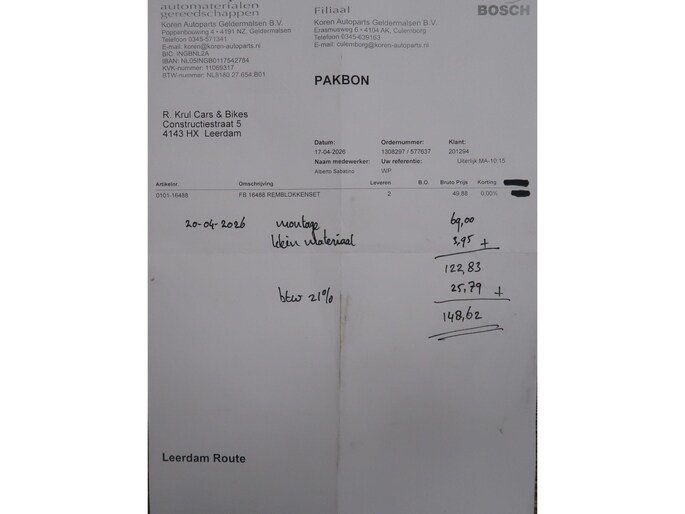 automaterialen
gereedschappen
Koren Autoparts Geldermalsen B.V.
Poppenbouwing 4 • 4191 NZ, Geldermalsen
Telefoon 0345-571341
E-mail: koren@koren-autoparts.nl
BIC: INGBNL2A
IBAN: NL05INGB0117542784
KVK-nummer: 11069317
BTW-nummer: NL8180.27.654.B01
Filiaal
Koren Autoparts Geldermalsen B.V.
Erasmusweg 6 • 4104 AK, Culemborg
Telefoon 0345-639163
E-mail: culemborg@koren-autoparts.nl
BOSCH
PAKBON
R. Krul Cars & Bikes
Constructiestraat 5
4143 HX Leerdam
Datum: Ordernummer: Klant:
17-04-2026 1308297 / 577637 201294
Naam medewerker: Uw referentie: Uiterlijk MA-10:15
Alberto Sabatino WP
Artikelnr. Omschrijving Leveren B.O. Bruto Prijs Korting
0101-16488 FB 16488 REMBLOKKENSET 2 49,88 0.00%
20-04-2026 montage 69,00
klein materiaal 3,95 +
122,83
btw 21% 25,79 +
148,62
Leerdam Route